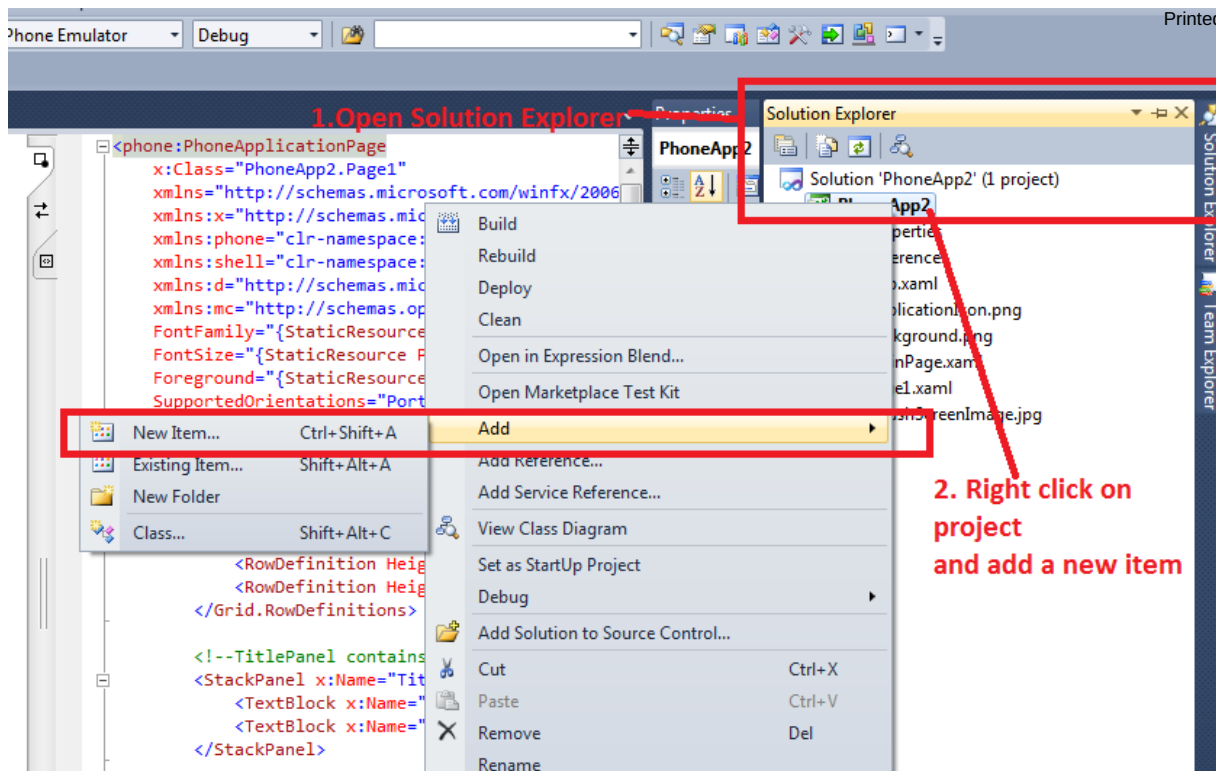 Printed
Phone Emulator
Debug
1.Open Solution Explorer
Properties
Solution Explorer
PhoneApp2
Solution 'PhoneApp2' (1 project)
App2
perties
erence
.xaml
plicationIcon.png
kground.png
nPage.xaml
e1.xaml
shScreenImage.jpg
Solution Explorer
Team Explorer
<phone:PhoneApplicationPage
x:Class="PhoneApp2.Page1"
xmlns="http://schemas.microsoft.com/winfx/2006
xmlns:x="http://schemas.mic
xmlns:phone="clr-namespace:
xmlns:shell="clr-namespace:
xmlns:d="http://schemas.mic
xmlns:mc="http://schemas.op
FontFamily="{StaticResource
FontSize="{StaticResource P
Foreground="{StaticResource
SupportedOrientations="Port
Build
Rebuild
Deploy
Clean
Open in Expression Blend...
Open Marketplace Test Kit
Add
Add Reference...
Add Service Reference...
View Class Diagram
Set as StartUp Project
Debug
Add Solution to Source Control...
Cut Ctrl+X
Paste Ctrl+V
Remove Del
Rename
New Item... Ctrl+Shift+A
Existing Item... Shift+Alt+A
New Folder
Class... Shift+Alt+C
2. Right click on
project
and add a new item
<RowDefinition Heig
<RowDefinition Heig
</Grid.RowDefinitions>
<!--TitlePanel contains
<StackPanel x:Name="Tit
<TextBlock x:Name="
<TextBlock x:Name="
</StackPanel>